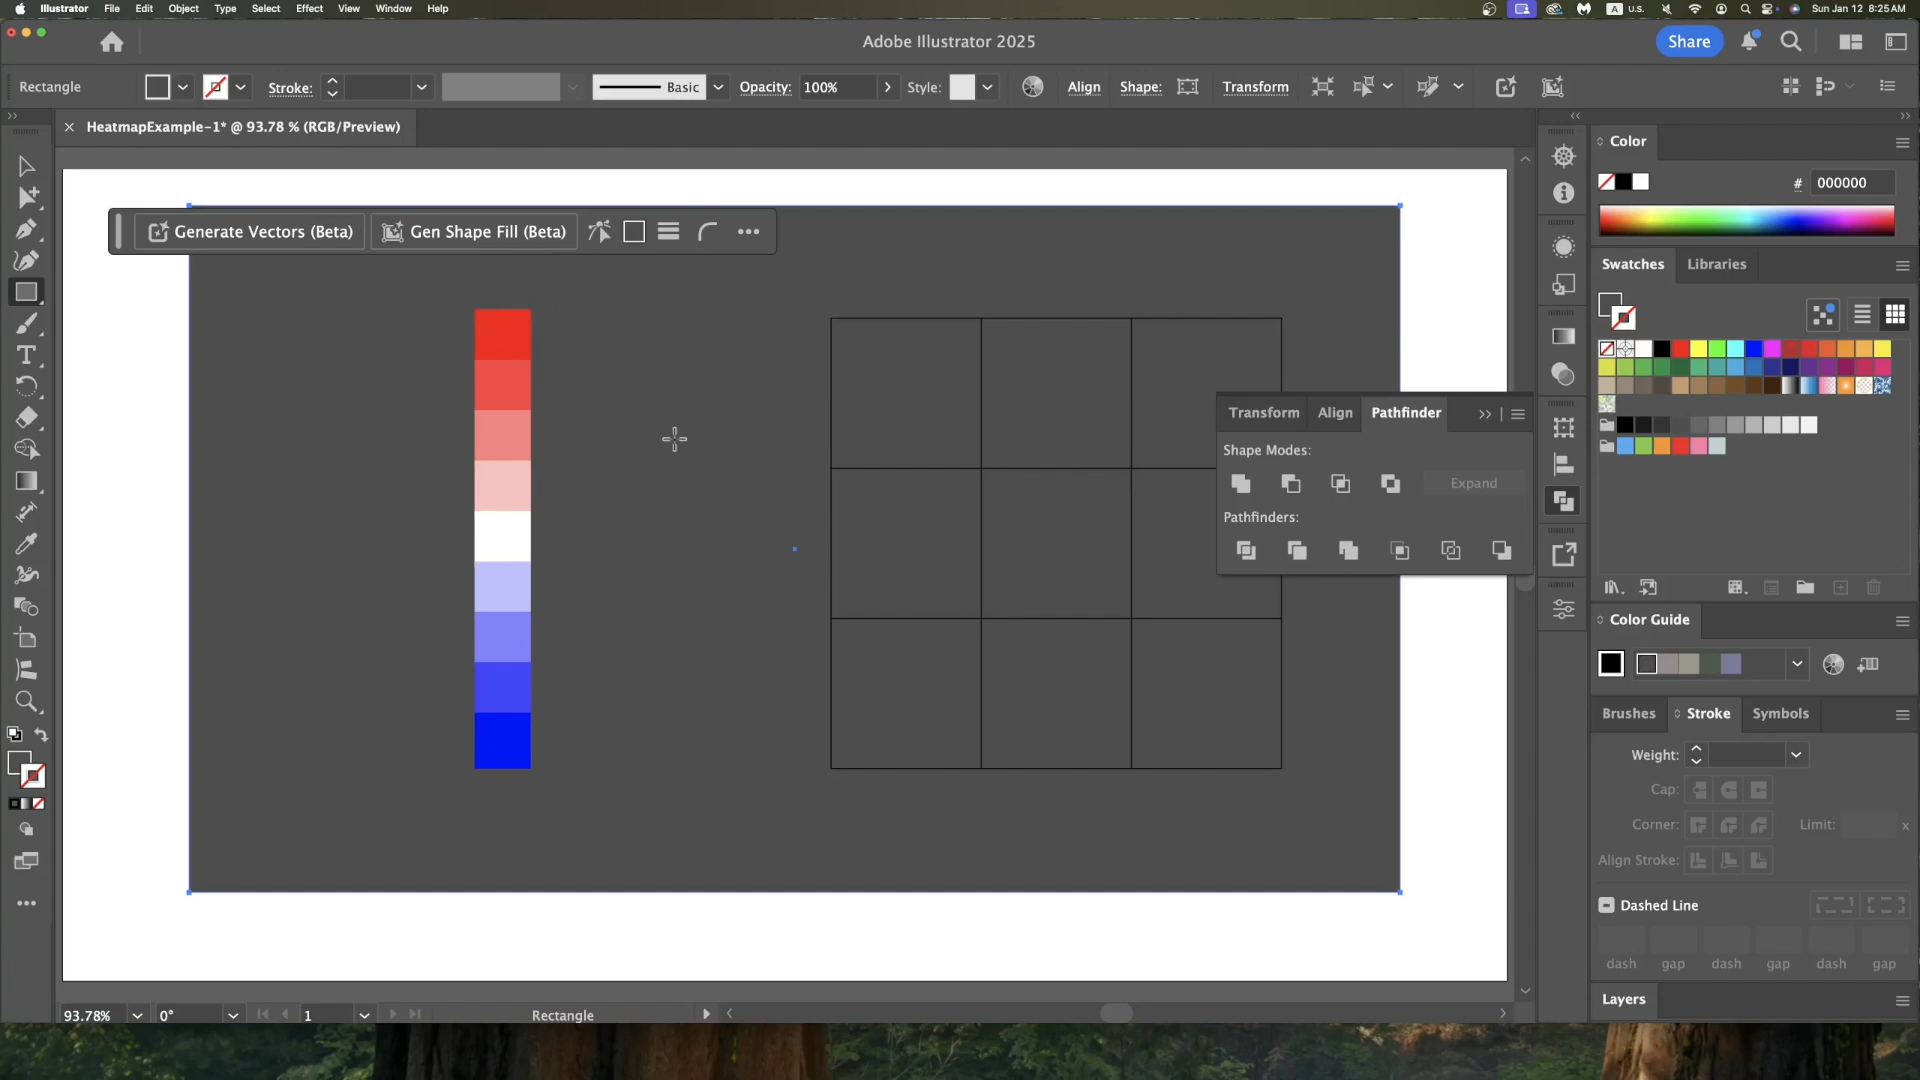 Illustrator File Edit Object Type Select Effect View Window Help
A U.S. Sun Jan 12 8:25 AM
Adobe Illustrator 2025
Share
Rectangle Stroke: Basic Opacity: 100% Style: Align Shape: Transform
HeatmapExample-1* @ 93.78 % (RGB/Preview)
Generate Vectors (Beta) Gen Shape Fill (Beta)
Transform Align Pathfinder
Shape Modes:
Expand
Pathfinders:
Color
# 000000
Swatches Libraries
Color Guide
Brushes Stroke Symbols
Weight:
Cap:
Corner: Limit: x
Align Stroke:
Dashed Line
dash gap dash gap dash gap
Layers
93.78% 0° 1 Rectangle